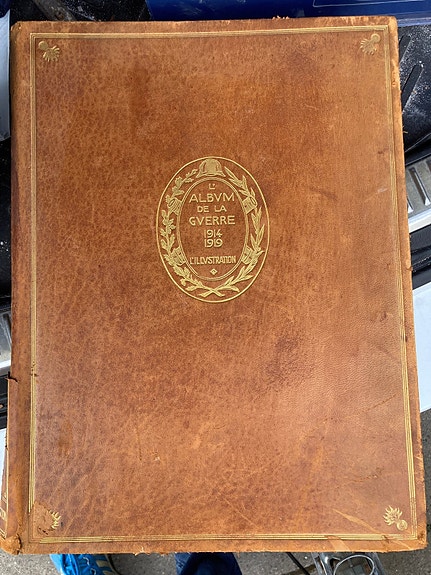 L'
ALBVM
DE LA
GVERRE
1914
1919
L'ILLVSTRATION